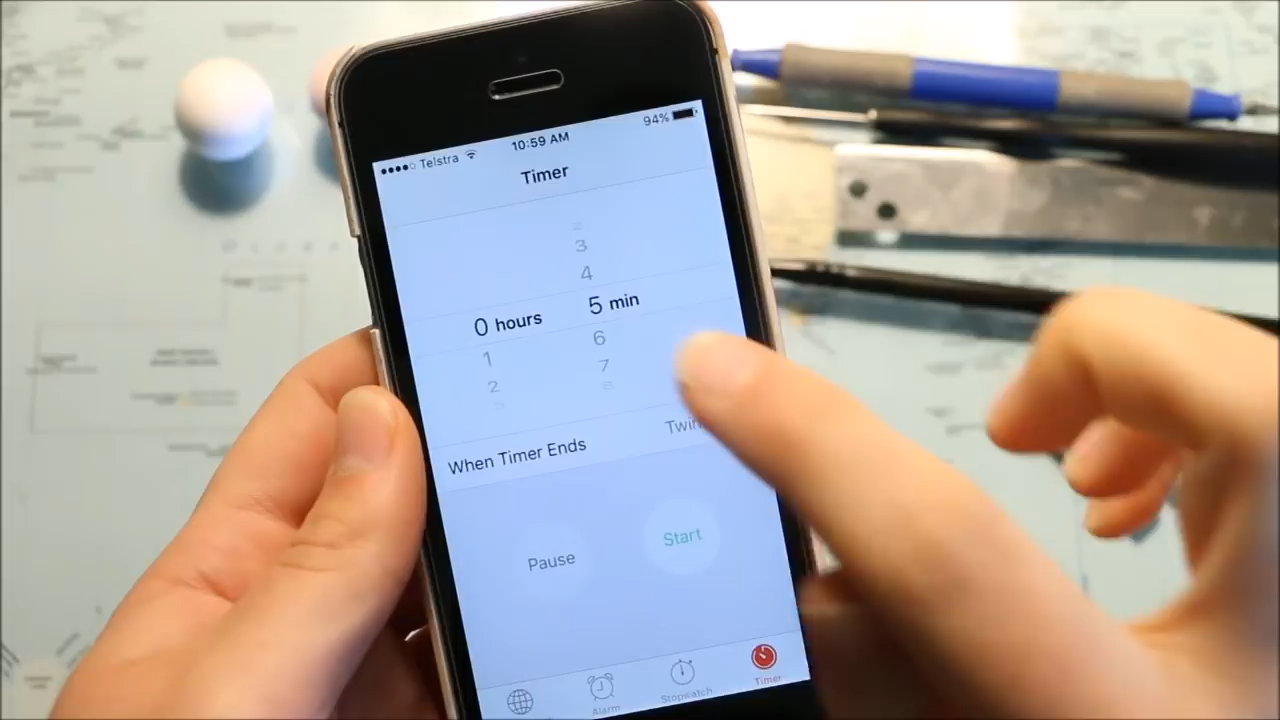 Telstra 10:59 AM 94%
Timer
3
4
0 hours 5 min
1 6
2 7
When Timer Ends
Pause Start
Alarm Stopwatch Timer